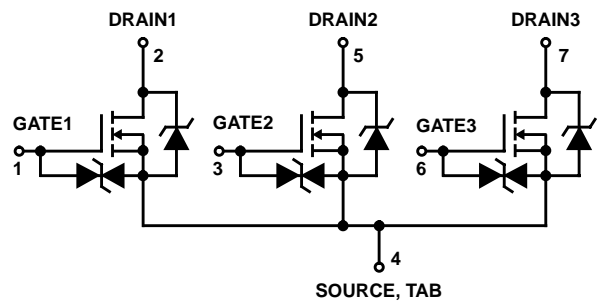 DRAIN1 DRAIN2 DRAIN3
2 5 7
GATE1 GATE2 GATE3
1 3 6
4
SOURCE, TAB